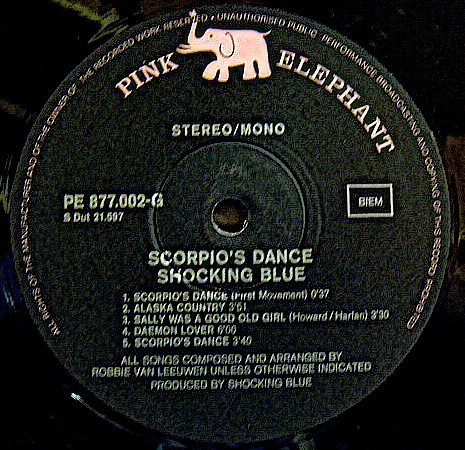 ALL RIGHTS OF THE MANUFACTURER AND OF THE OWNER OF THE RECORDED WORK RESERVED • UNAUTHORISED PUBLIC PERFORMANCE BROADCASTING AND COPYING OF THIS RECORD PROHIBITED
PINK ELEPHANT
STEREO/MONO
PE 877.002-G
S Dut 21.597
BIEM
SCORPIO'S DANCE
SHOCKING BLUE
1. SCORPIO'S DANCE (First Movement) 0'37
2. ALASKA COUNTRY 3'51
3. SALLY WAS A GOOD OLD GIRL (Howard/Harlan) 3'30
4. DAEMON LOVER 6'00
5. SCORPIO'S DANCE 3'40
ALL SONGS COMPOSED AND ARRANGED BY
ROBBIE VAN LEEUWEN UNLESS OTHERWISE INDICATED
PRODUCED BY SHOCKING BLUE